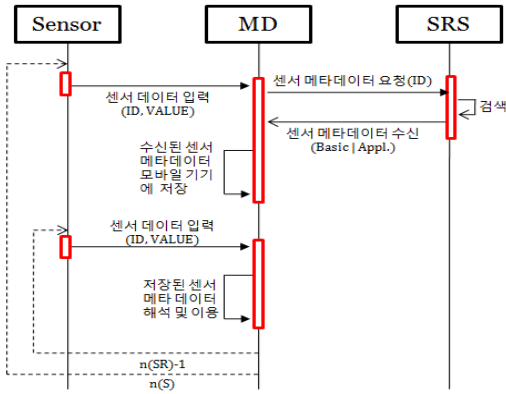 Sensor
MD
SRS
센서 데이터 입력
(ID, VALUE)
센서 메타데이터 요청(ID)
검색
센서 메타데이터 수신
(Basic | Appl.)
수신된 센서
메타데이터
모바일 기기
에 저장
센서 데이터 입력
(ID, VALUE)
저장된 센서
메타 데이터
해석 및 이용
n(SR)-1
n(S)